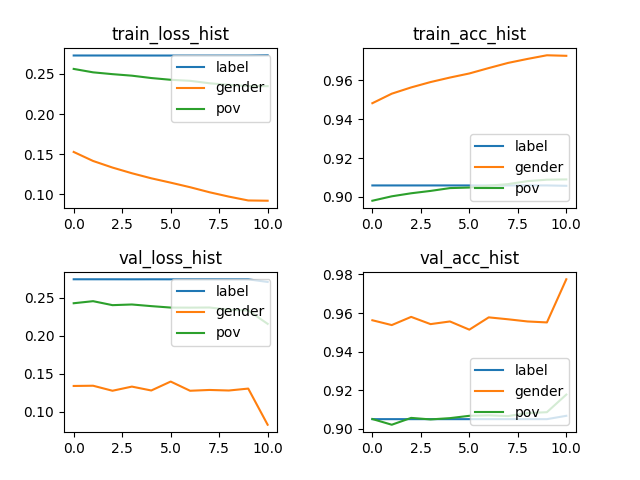 train_loss_hist
0.25
0.20
0.15
0.10
label
gender
pov
0.0 2.5 5.0 7.5 10.0
train_acc_hist
0.96
0.94
0.92
0.90
label
gender
pov
0.0 2.5 5.0 7.5 10.0
val_loss_hist
0.25
0.20
0.15
0.10
label
gender
pov
0.0 2.5 5.0 7.5 10.0
val_acc_hist
0.98
0.96
0.94
0.92
0.90
label
gender
pov
0.0 2.5 5.0 7.5 10.0